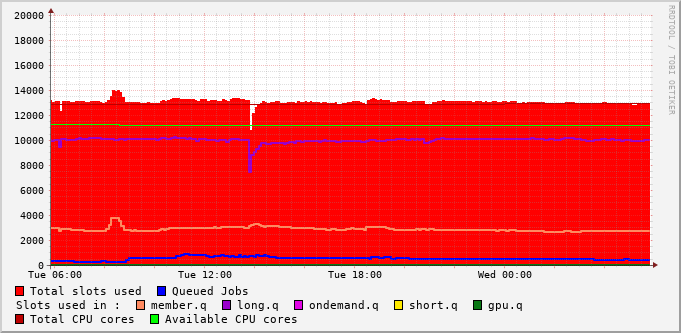 20000
18000
16000
14000
12000
10000
8000
6000
4000
2000
0
RRDTOOL / TOBI OETIKER
Tue 06:00 Tue 12:00 Tue 18:00 Wed 00:00
Total slots used Queued Jobs
Slots used in : member.q long.q ondemand.q short.q gpu.q
Total CPU cores Available CPU cores